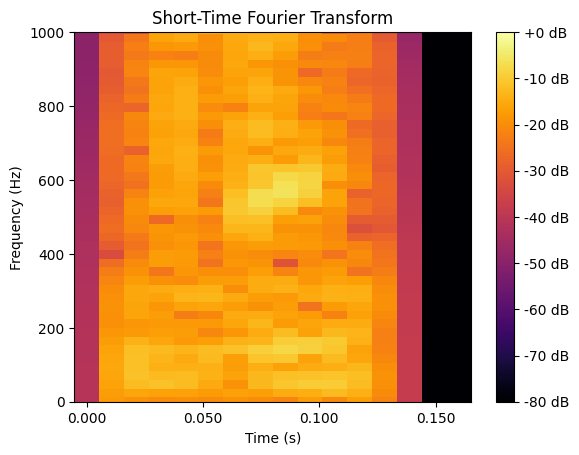 Short-Time Fourier Transform
1000
800
600
400
200
0
Frequency (Hz)
0.000
0.050
0.100
0.150
Time (s)
+0 dB
-10 dB
-20 dB
-30 dB
-40 dB
-50 dB
-60 dB
-70 dB
-80 dB